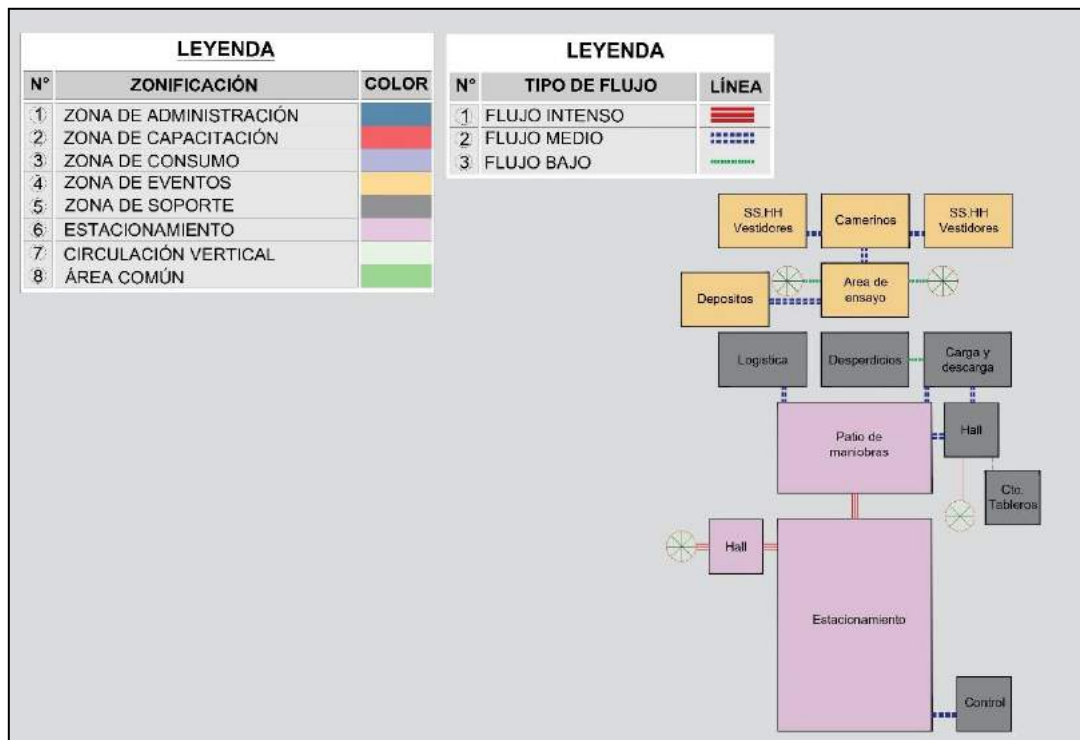 LEYENDA
N° ZONIFICACIÓN COLOR
1 ZONA DE ADMINISTRACIÓN
2 ZONA DE CAPACITACIÓN
3 ZONA DE CONSUMO
4 ZONA DE EVENTOS
5 ZONA DE SOPORTE
6 ESTACIONAMIENTO
7 CIRCULACIÓN VERTICAL
8 ÁREA COMÚN
LEYENDA
N° TIPO DE FLUJO LÍNEA
1 FLUJO INTENSO
2 FLUJO MEDIO
3 FLUJO BAJO
SS.HH
Vestidores
Camerinos
SS.HH
Vestidores
Depositos
Area de
ensayo
Logistica
Desperdicios
Carga y
descarga
Patio de
maniobras
Hall
Cto.
Tableros
Hall
Estacionamiento
Control